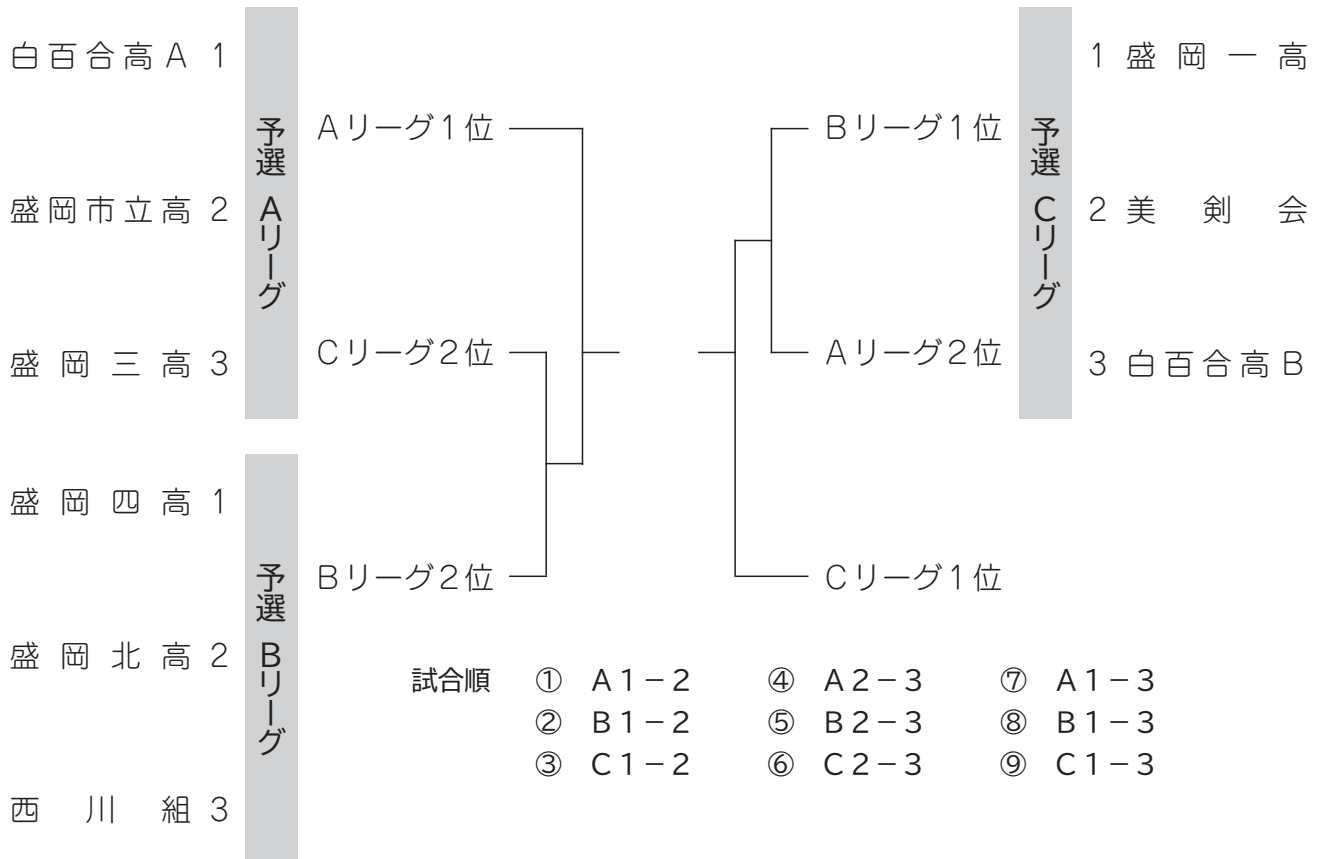 白百合高A 1
盛岡市立高 2
盛岡三高 3
予選 Aリーグ
盛岡四高 1
盛岡北高 2
西川組 3
予選 Bリーグ
Aリーグ1位
Cリーグ2位
Bリーグ2位
Bリーグ1位
Aリーグ2位
Cリーグ1位
予選 Cリーグ
1 盛岡一高
2 美剣会
3 白百合高B
試合順 ① A1−2 ④ A2−3 ⑦ A1−3
② B1−2 ⑤ B2−3 ⑧ B1−3
③ C1−2 ⑥ C2−3 ⑨ C1−3